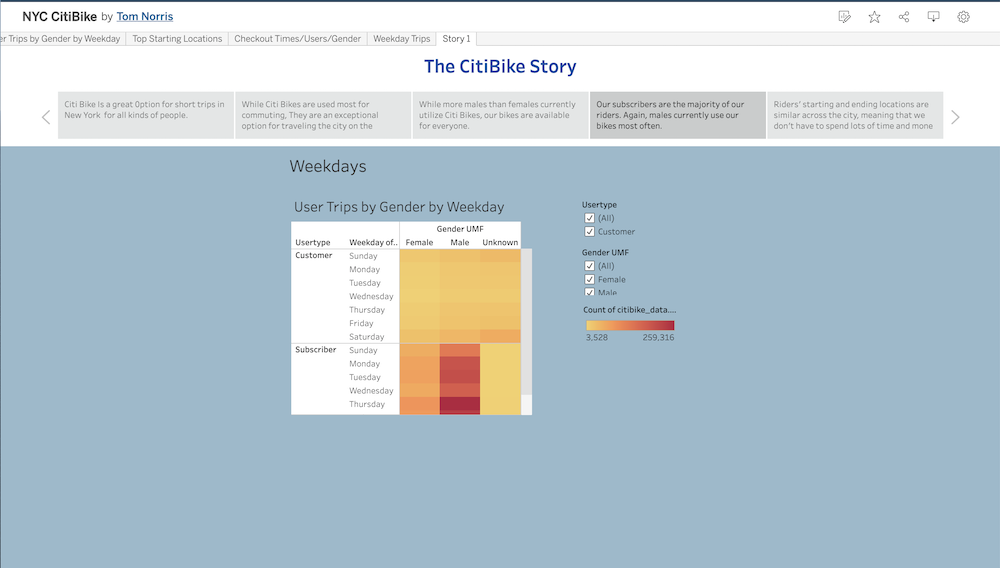 NYC CitiBike by Tom Norris
er Trips by Gender by Weekday Top Starting Locations Checkout Times/Users/Gender Weekday Trips Story 1
The CitiBike Story
Citi Bike Is a great Option for short trips in
New York for all kinds of people.
While Citi Bikes are used most for
commuting, They are an exceptional
option for traveling the city on the
While more males than females currently
utilize Citi Bikes, our bikes are available
for everyone.
Our subscribers are the majority of our
riders. Again, males currently use our
bikes most often.
Riders' starting and ending locations are
similar across the city, meaning that we
don't have to spend lots of time and mone
Weekdays
User Trips by Gender by Weekday
Gender UMF
Usertype Weekday of.. Female Male Unknown
Customer Sunday
Monday
Tuesday
Wednesday
Thursday
Friday
Saturday
Subscriber Sunday
Monday
Tuesday
Wednesday
Thursday
Usertype
(All)
Customer
Gender UMF
(All)
Female
Male
Count of citibike_data....
3,528 259,316